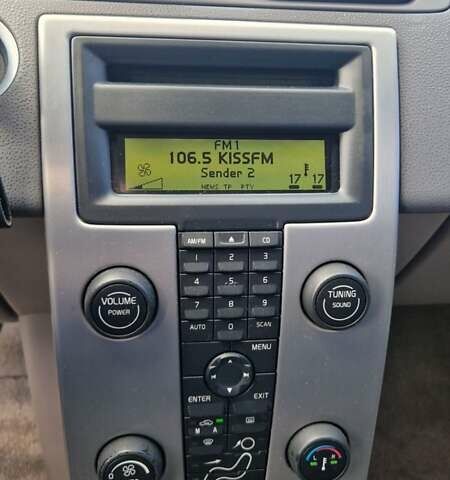 FM1
106.5 KISSFM
Sender 2
NEWS TP PTY
17 17
AM/FM CD
1 2 3
4 5 6
7 8 9
AUTO 0 SCAN
VOLUME
POWER
TUNING
SOUND
MENU
ENTER EXIT
M A
L H